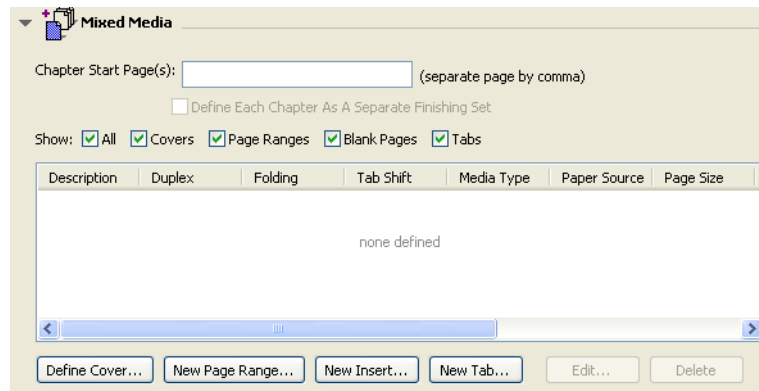 Mixed Media
Chapter Start Page(s): (separate page by comma)
Define Each Chapter As A Separate Finishing Set
Show: All Covers Page Ranges Blank Pages Tabs
Description Duplex Folding Tab Shift Media Type Paper Source Page Size
none defined
Define Cover... New Page Range... New Insert... New Tab... Edit... Delete